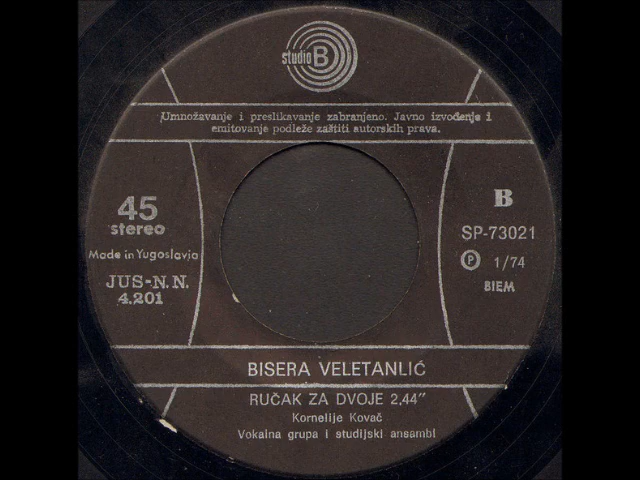 studio B
Umnožavanje i preslikavanje zabranjeno. Javno izvođenje i
emitovanje podleže zaštiti autorskih prava.
45
stereo
Made in Yugoslavia
JUS-N.N.
4.201
B
SP-73021
Ⓟ 1/74
BIEM
BISERA VELETANLIĆ
RUČAK ZA DVOJE 2,44"
Kornelije Kovač
Vokalna grupa i studijski ansambl